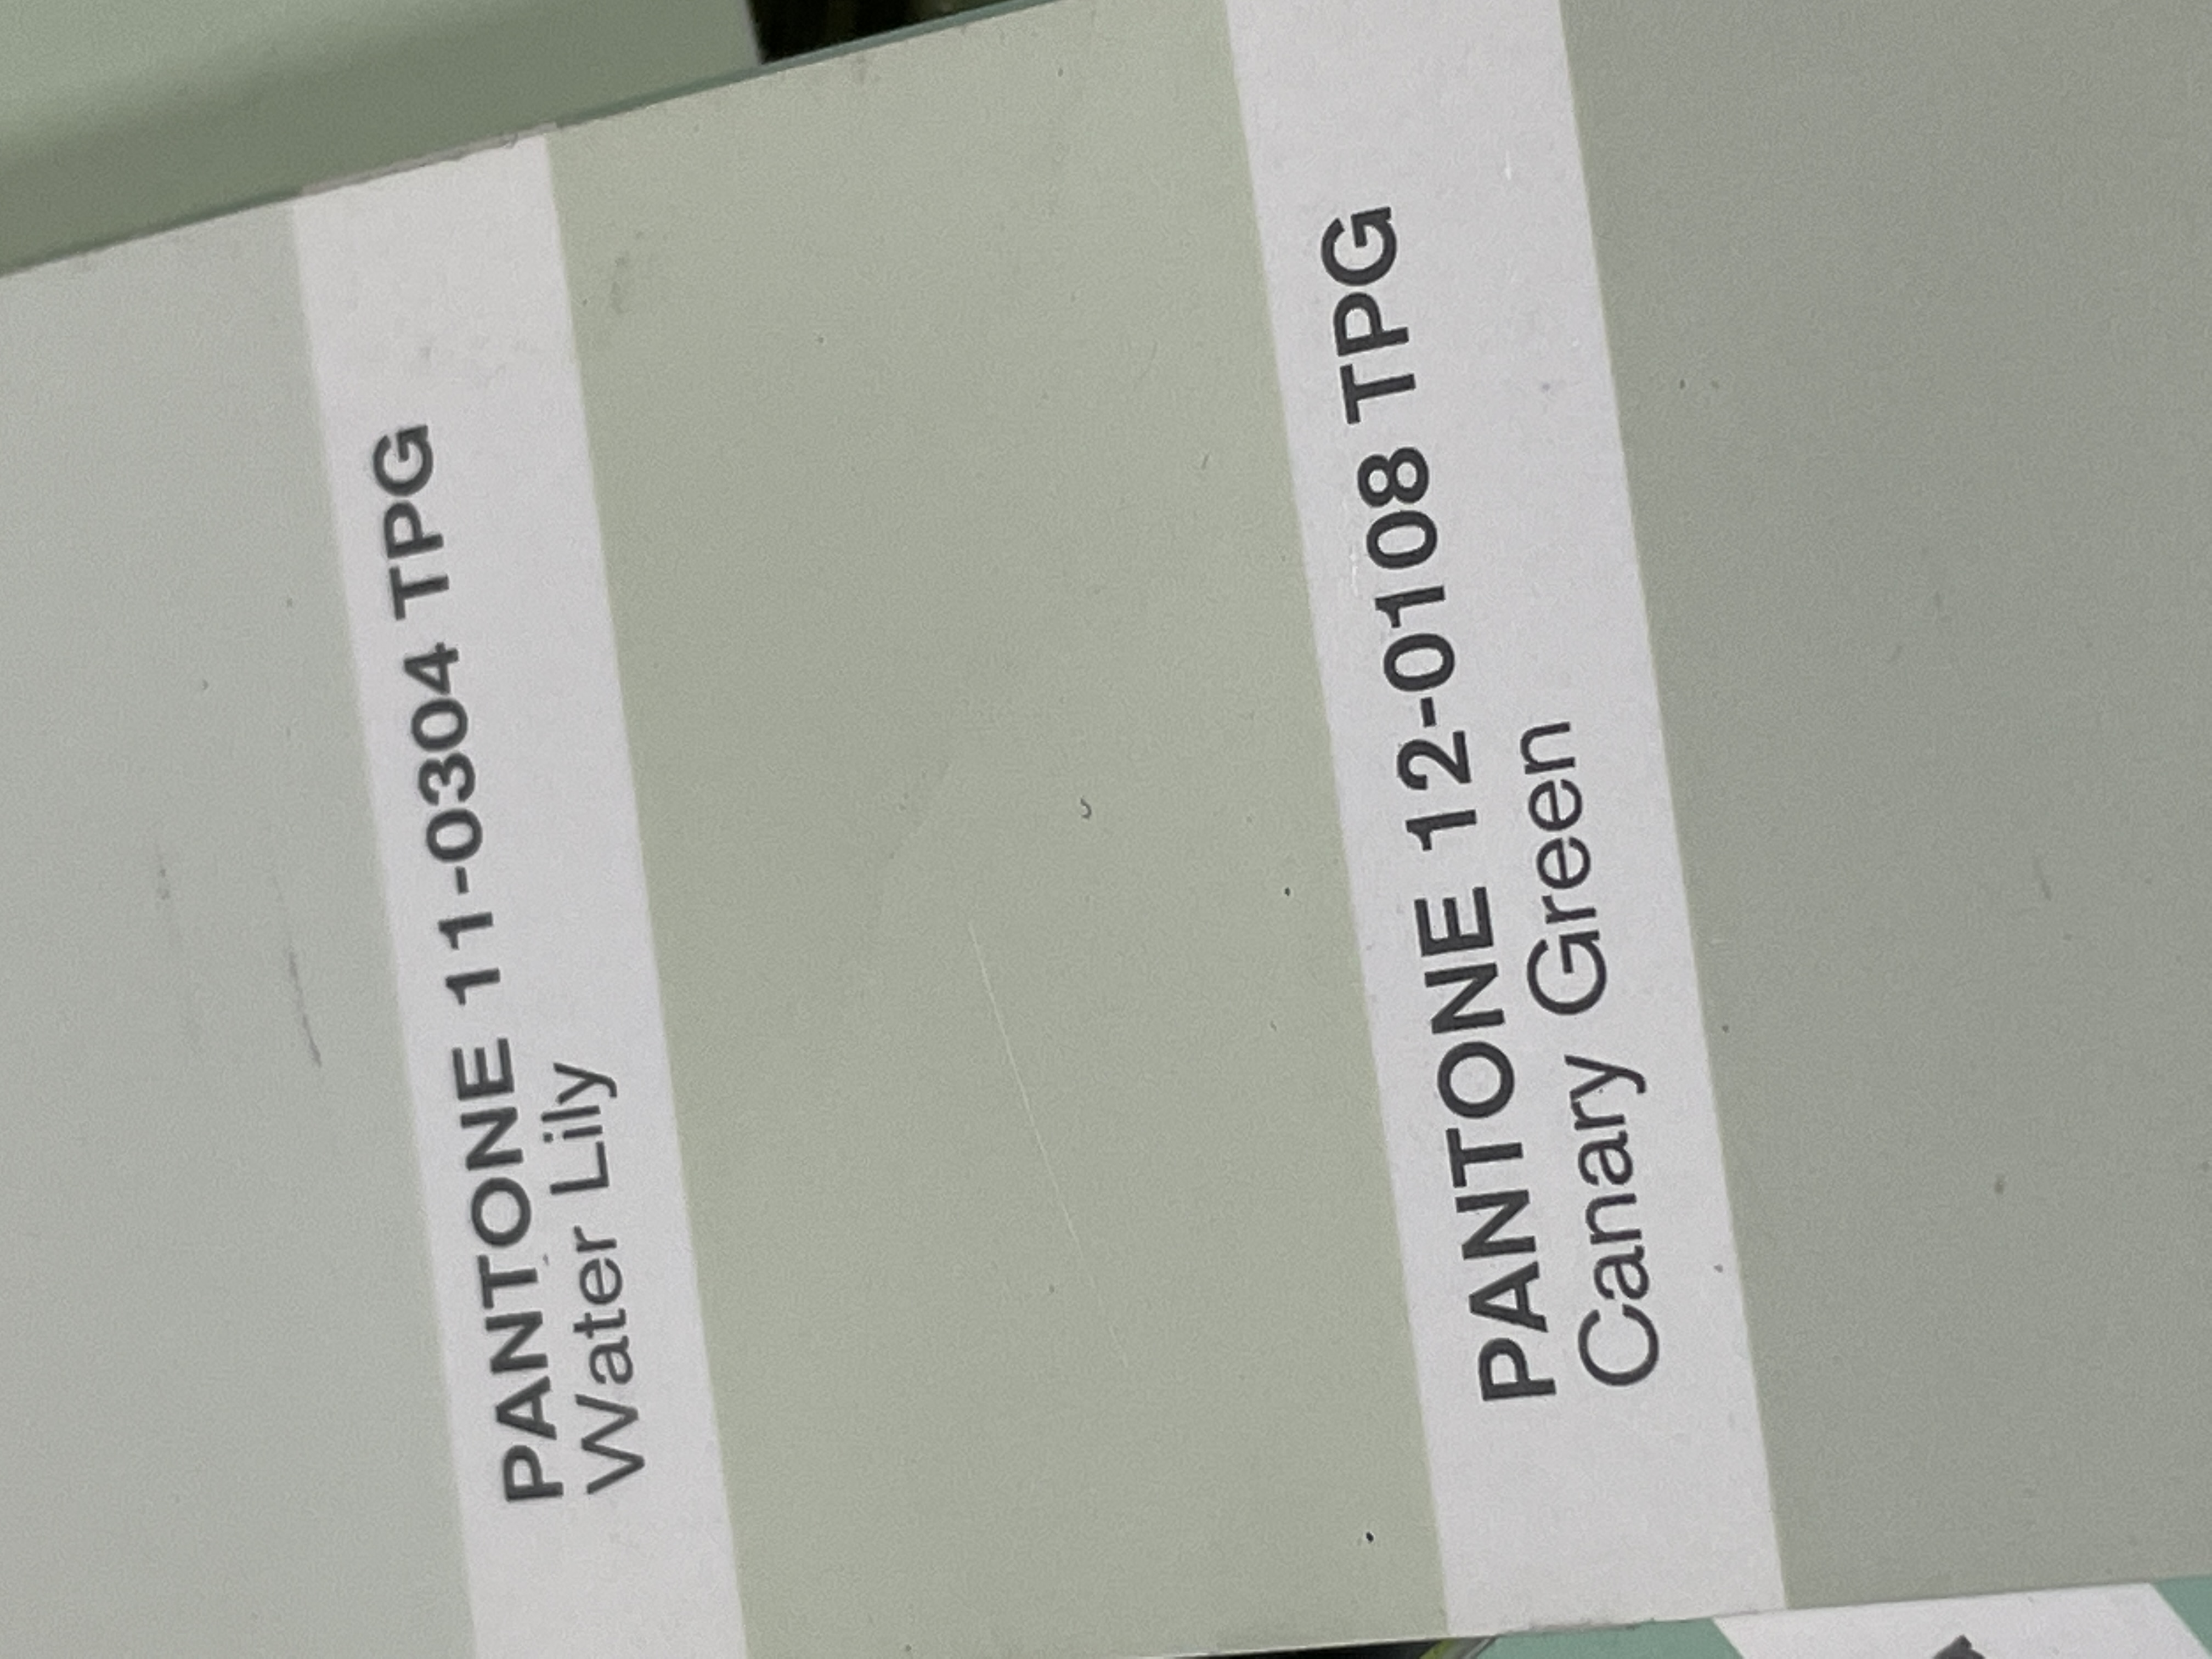 PANTONE 11-0304 TPG
Water Lily
PANTONE 12-0108 TPG
Canary Green